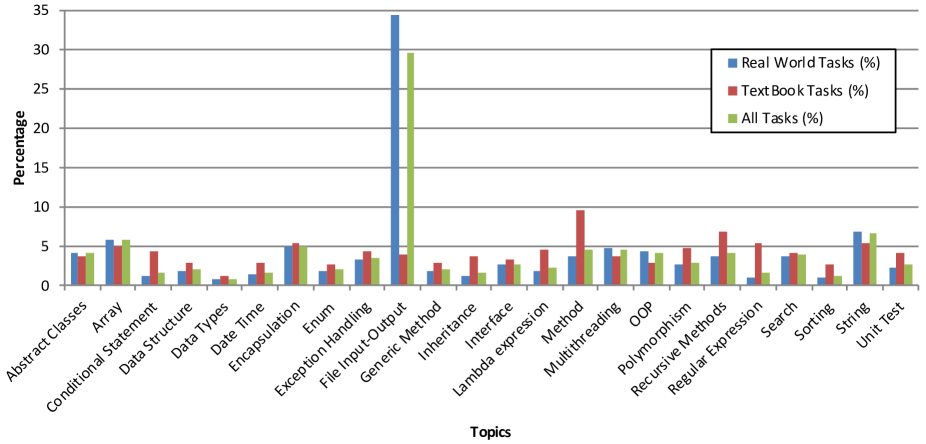 35
30
25
20
15
10
5
0
Percentage
Real World Tasks (%)
TextBook Tasks (%)
All Tasks (%)
Abstract Classes
Array
Conditional Statement
Data Structure
Data Types
Date Time
Encapsulation
Enum
Exception Handling
File Input-Output
Generic Method
Inheritance
Interface
Lambda expression
Method
Multithreading
OOP
Polymorphism
Recursive Methods
Regular Expression
Search
Sorting
String
Unit Test
Topics